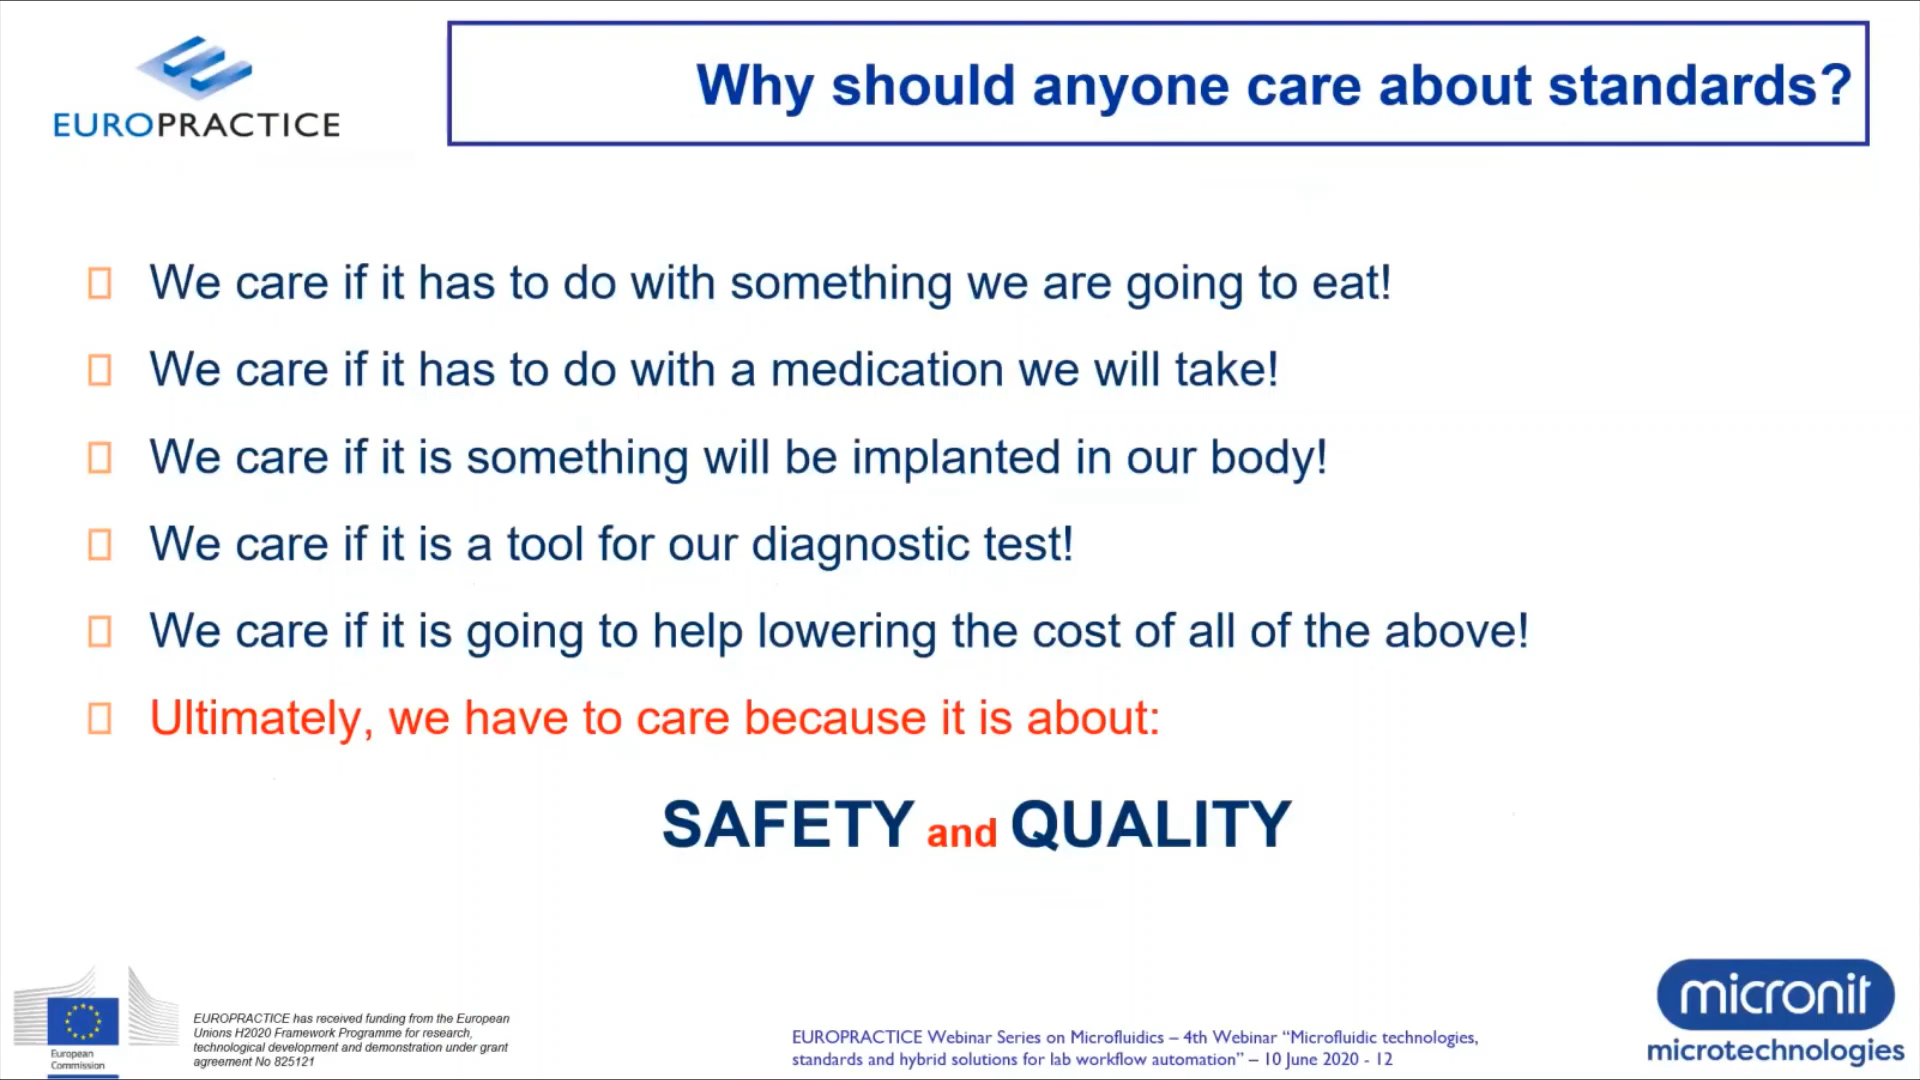 EUROPRACTICE
Why should anyone care about standards?
We care if it has to do with something we are going to eat!
We care if it has to do with a medication we will take!
We care if it is something will be implanted in our body!
We care if it is a tool for our diagnostic test!
We care if it is going to help lowering the cost of all of the above!
Ultimately, we have to care because it is about:
SAFETY and QUALITY
European
Commission
EUROPRACTICE has received funding from the European
Unions H2020 Framework Programme for research,
technological development and demonstration under grant
agreement No 825121
EUROPRACTICE Webinar Series on Microfluidics – 4th Webinar “Microfluidic technologies,
standards and hybrid solutions for lab workflow automation” – 10 June 2020 - 12
micronit
microtechnologies